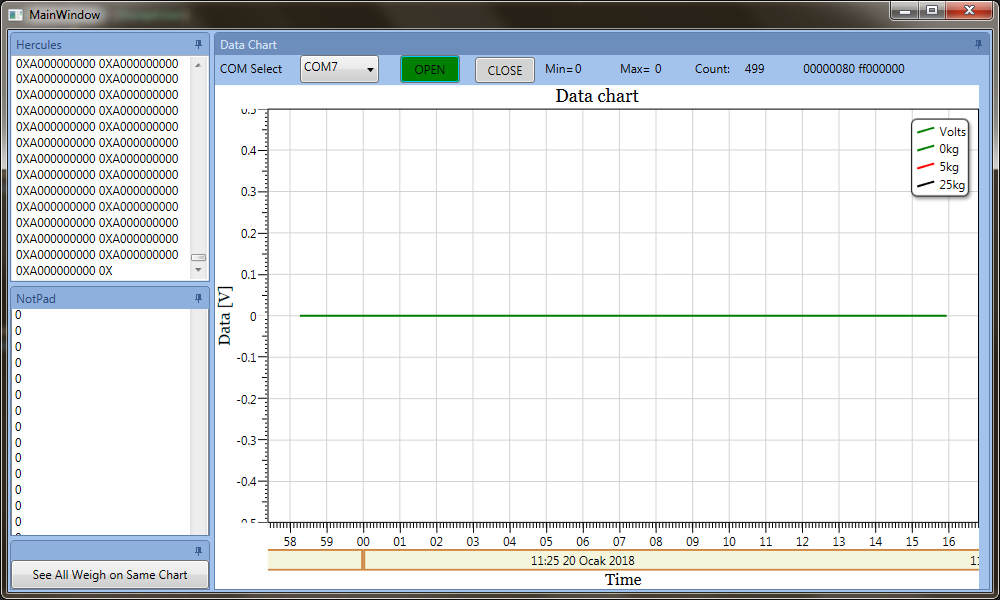 MainWindow
Hercules
0XA000000000 0XA000000000
0XA000000000 0XA000000000
0XA000000000 0XA000000000
0XA000000000 0XA000000000
0XA000000000 0XA000000000
0XA000000000 0XA000000000
0XA000000000 0XA000000000
0XA000000000 0XA000000000
0XA000000000 0XA000000000
0XA000000000 0XA000000000
0XA000000000 0XA000000000
0XA000000000 0XA000000000
0XA000000000 0XA000000000
0XA000000000 0X
NotPad
0
0
0
0
0
0
0
0
0
0
0
0
0
0
See All Weigh on Same Chart
Data Chart
COM Select COM7 OPEN CLOSE Min= 0 Max= 0 Count: 499 00000080 ff000000
Data chart
Volts
0kg
5kg
25kg
Data [V]
0.5
0.4
0.3
0.2
0.1
0
-0.1
-0.2
-0.3
-0.4
-0.5
58 59 00 01 02 03 04 05 06 07 08 09 10 11 12 13 14 15 16
11:25 20 Ocak 2018
Time